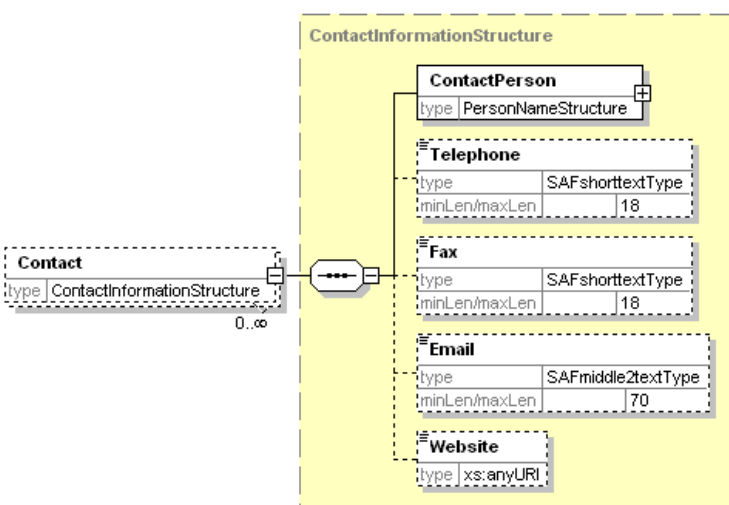 ContactInformationStructure
ContactPerson
type PersonNameStructure
Telephone
type SAFshorttextType
minLen/maxLen 18
Contact
type ContactInformationStructure
0..∞
Fax
type SAFshorttextType
minLen/maxLen 18
Email
type SAFmiddle2textType
minLen/maxLen 70
Website
type xs:anyURI